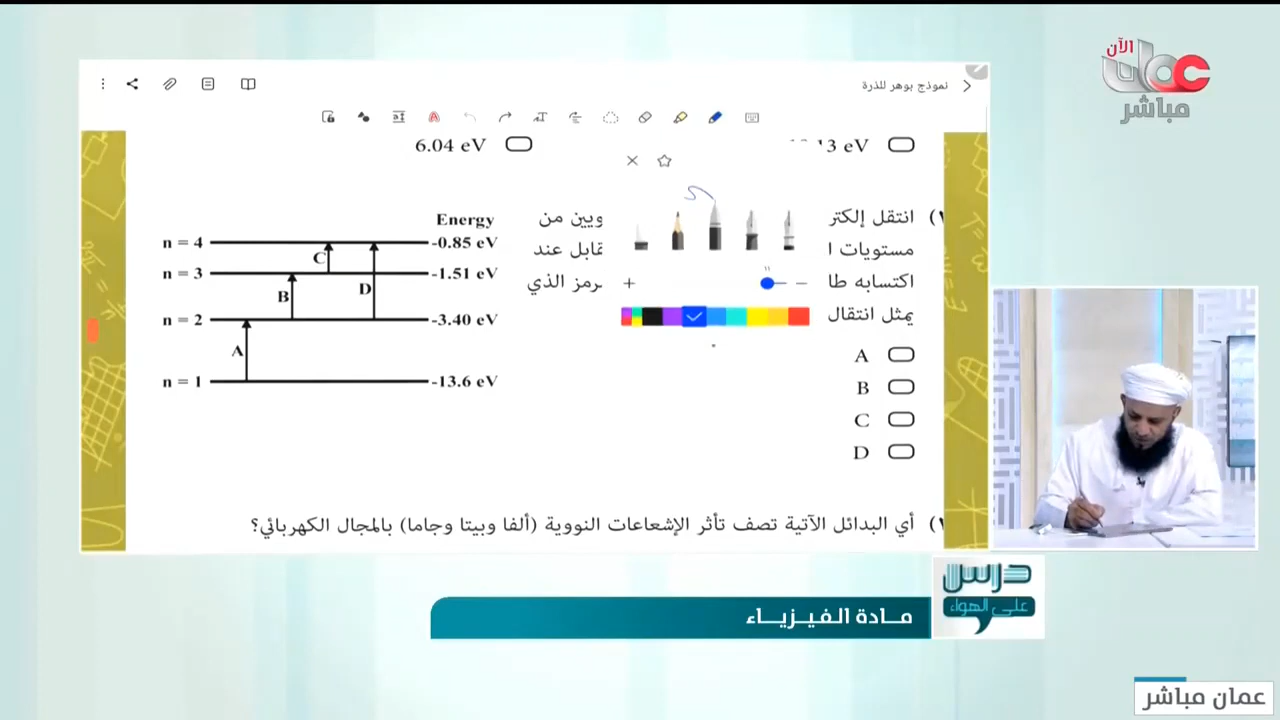 الآن
عمان
مباشر
نموذج بوهر للذرة
13 eV
6.04 eV
انتقل إلكتر
ويين من
مستويات ا
قابل عند
اكتسابه طا
رمز الذي
يمثل انتقال
Energy
n = 4 -0.85 eV
C
n = 3 -1.51 eV
B D
n = 2 -3.40 eV
A
n = 1 -13.6 eV
A
B
C
D
أي البدائل الآتية تصف تأثر الإشعاعات النووية (ألفا وبيتا وجاما) بالمجال الكهربائي؟
درس
على الهواء
مادة الفيزياء
عمان مباشر